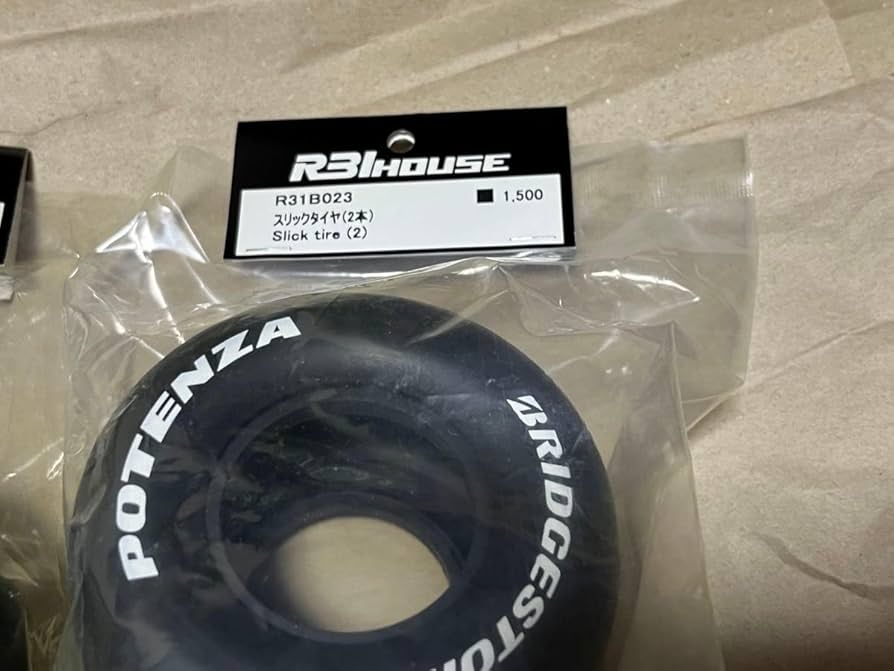 R31HOUSE
R31B023
■ 1,500
スリックタイヤ(2本)
Slick tire (2)
POTENZA
BRIDGESTON